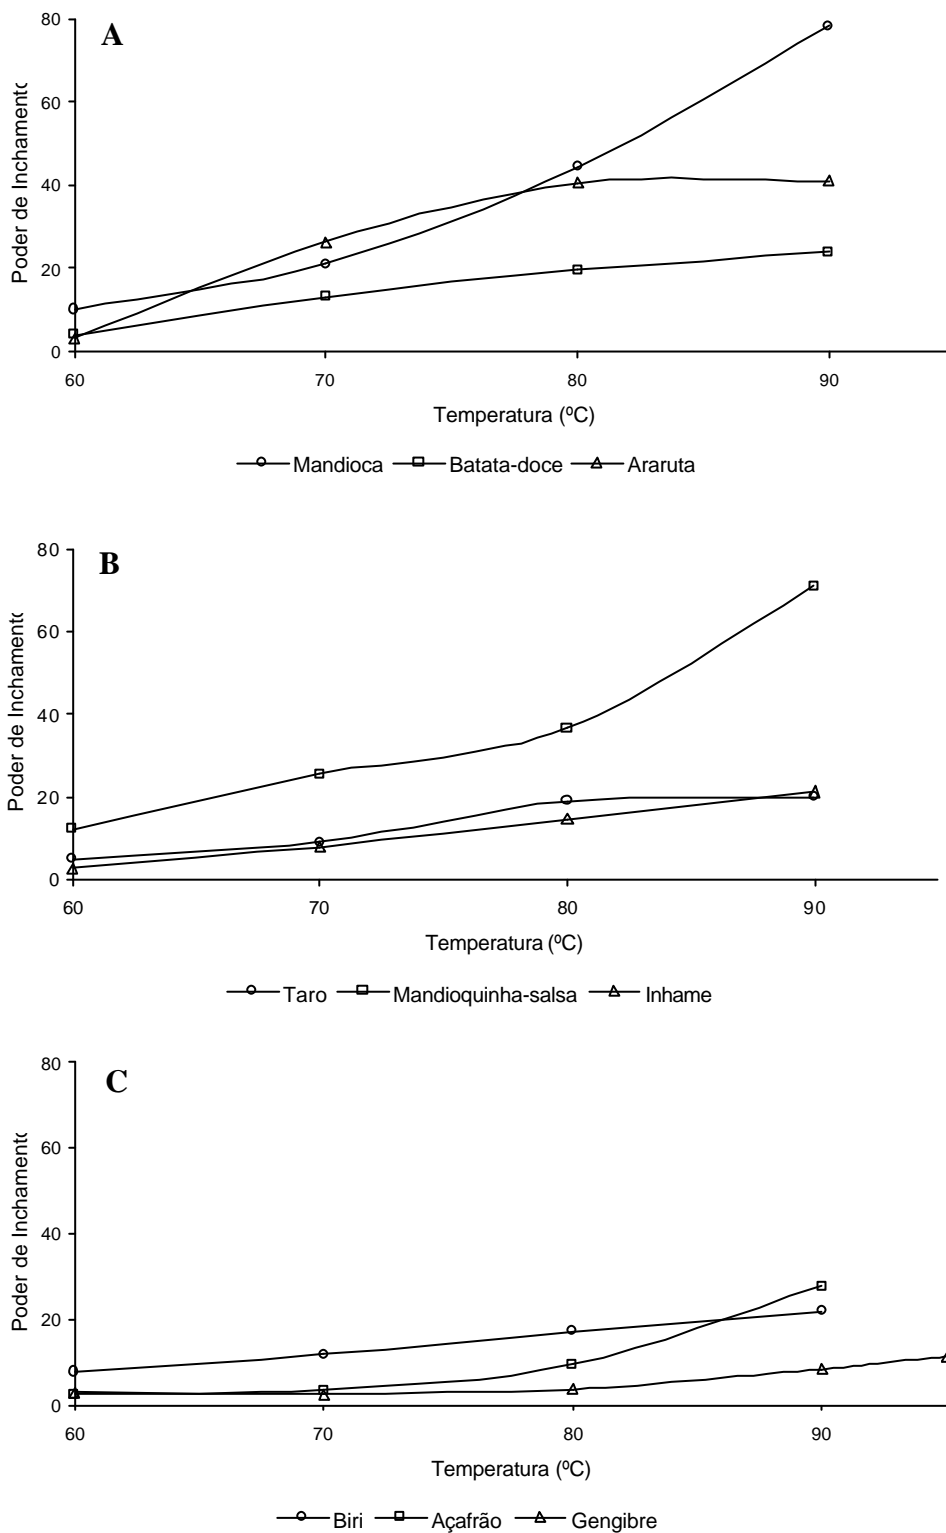 A
80
60
40
20
0
Poder de Inchamento
60 70 80 90
Temperatura (ºC)
Mandioca Batata-doce Araruta
B
80
60
40
20
0
Poder de Inchamento
60 70 80 90
Temperatura (ºC)
Taro Mandioquinha-salsa Inhame
C
80
60
40
20
0
Poder de Inchamento
60 70 80 90
Temperatura (ºC)
Biri Açafrão Gengibre